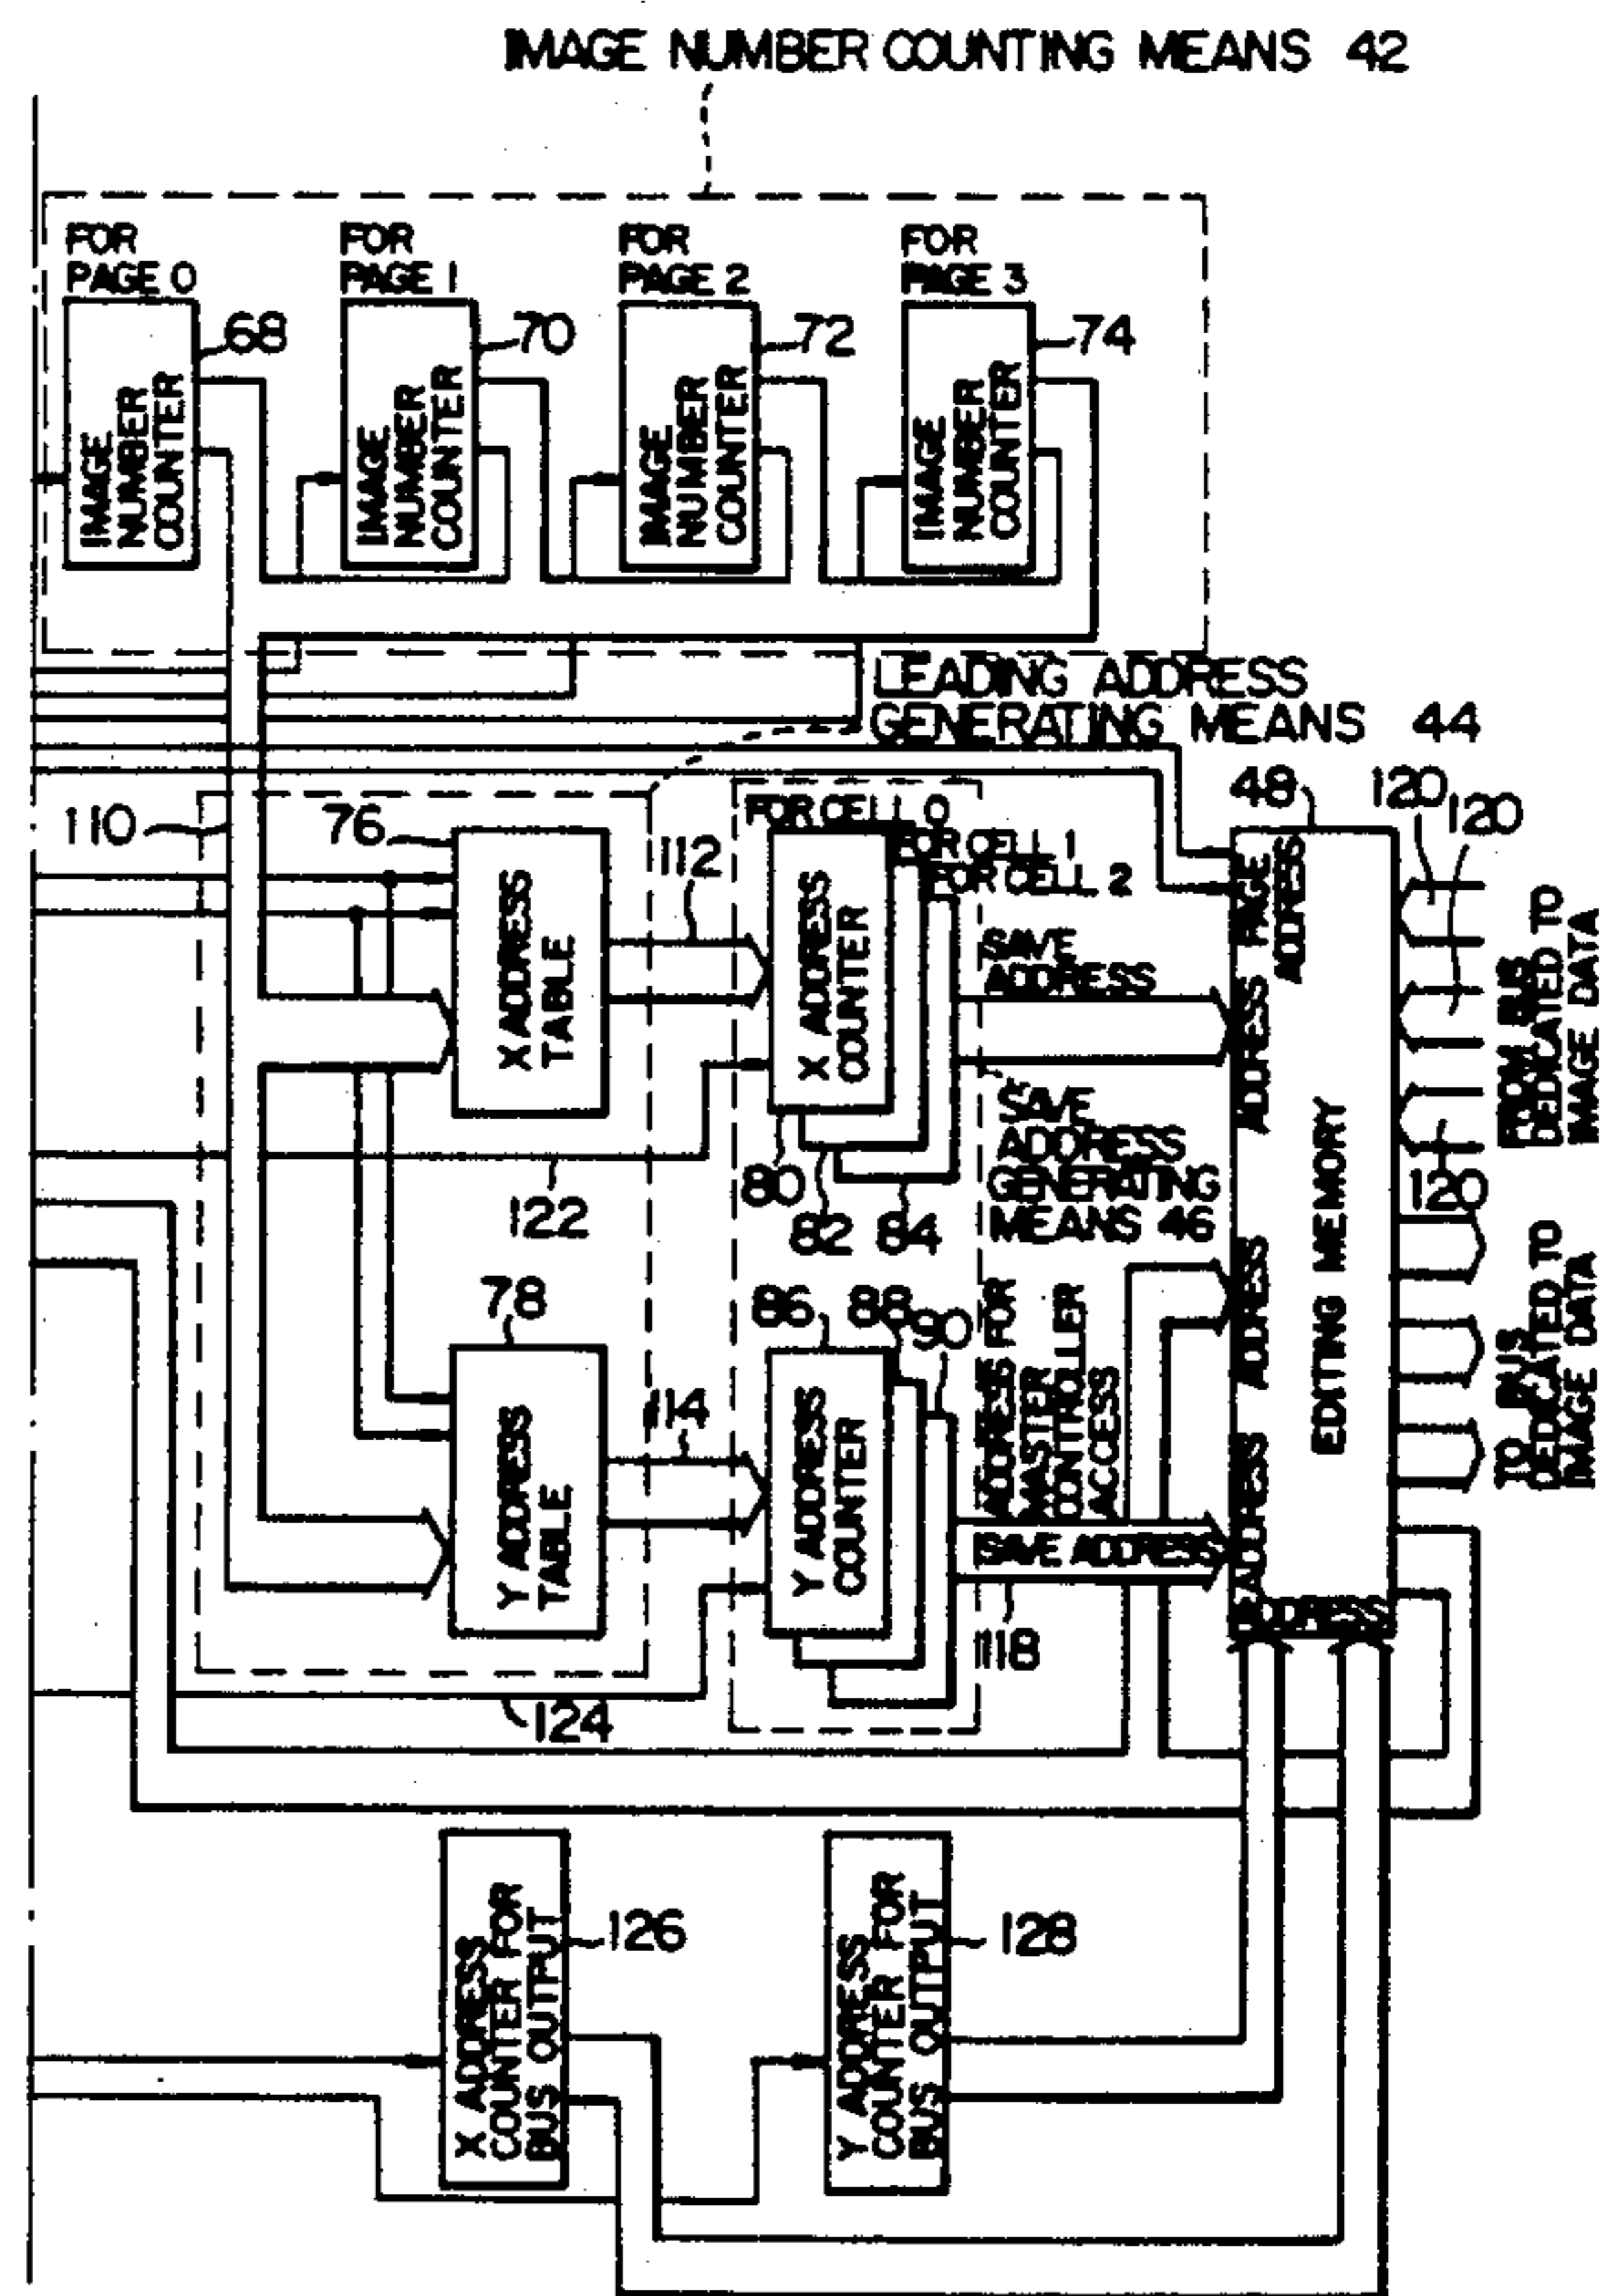 IMAGE NUMBER COUNTING MEANS 42
FOR
PAGE 0
FOR
PAGE 1
FOR
PAGE 2
FOR
PAGE 3
68
70
72
74
IMAGE
NUMBER
COUNTER
IMAGE
NUMBER
COUNTER
IMAGE
NUMBER
COUNTER
IMAGE
NUMBER
COUNTER
LEADING ADDRESS
GENERATING MEANS 44
110
76
112
FOR CELL 0
FOR CELL 1
FOR CELL 2
48
120
120
X ADDRESS
TABLE
X ADDRESS
COUNTER
SAVE
ADDRESS
PAGE
ADDRESS
ADDRESS
FROM BUS
DEDICATED TO
IMAGE DATA
80
82
84
SAVE
ADDRESS
GENERATING
MEANS 46
120
122
EDITING MEMORY
78
86
88
90
114
Y ADDRESS
TABLE
Y ADDRESS
COUNTER
ADDRESS FOR
MASTER
CONTROLLER
ACCESS
ADDRESS
ADDRESS
TO BUS
DEDICATED TO
IMAGE DATA
SAVE ADDRESS
ADDRESS
118
124
X ADDRESS
COUNTER FOR
BUS OUTPUT
126
Y ADDRESS
COUNTER FOR
BUS OUTPUT
128